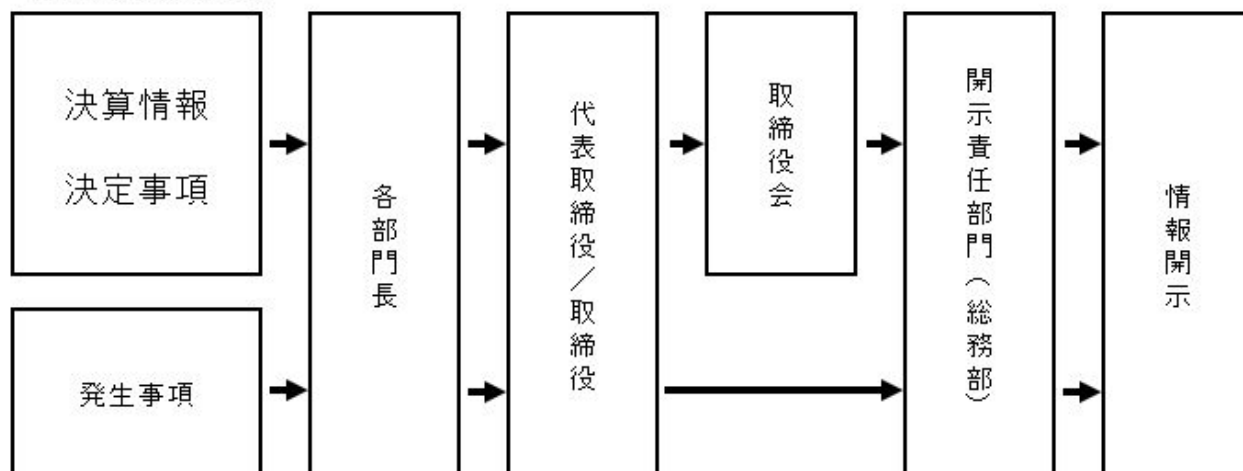 決算情報
決定事項
発生事項
各部門長
代表取締役／取締役
取締役会
開示責任部門（総務部）
情報開示